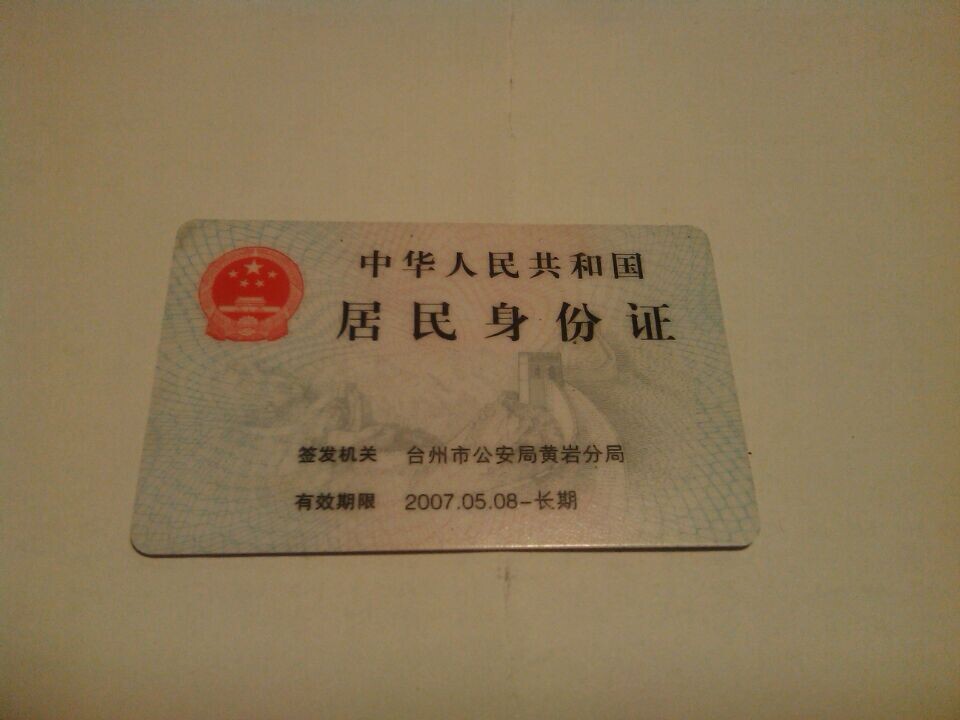 中华人民共和国
居民身份证
签发机关 台州市公安局黄岩分局
有效期限 2007.05.08-长期